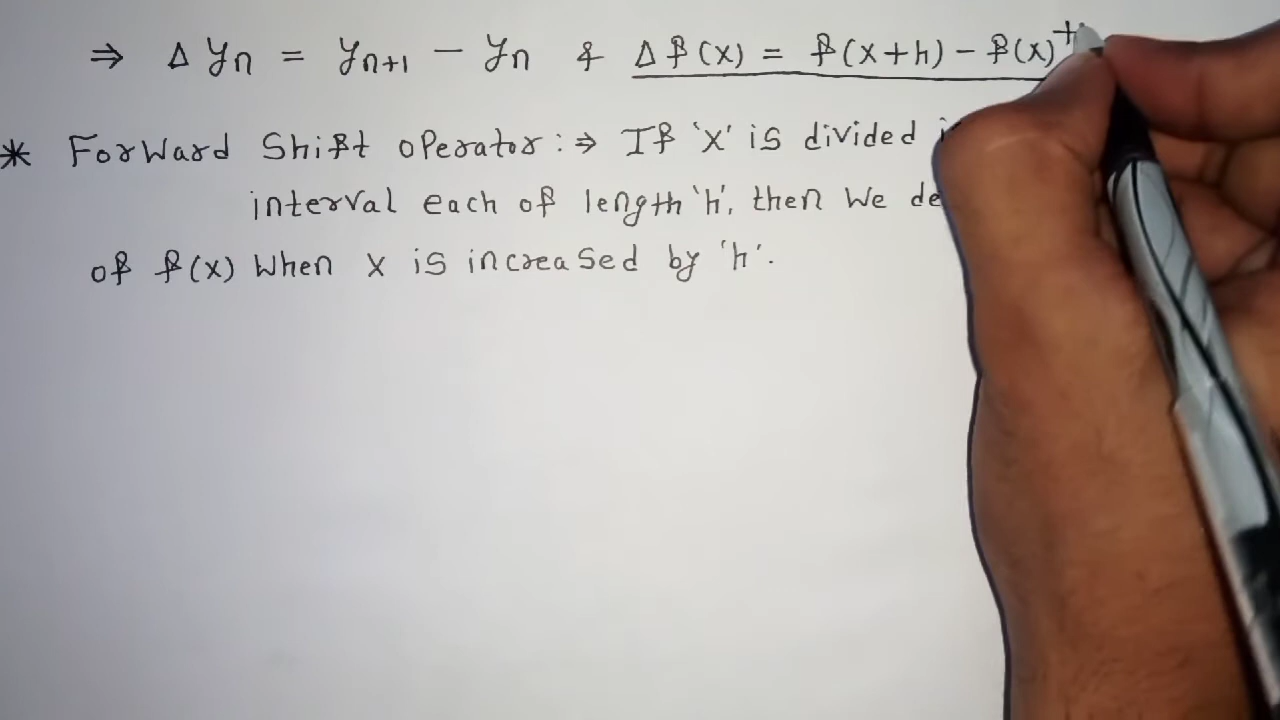 ⇒ Δ yn = yn+1 − yn & Δ f(x) = f(x+h) − f(x)
* Forward Shift operator :⇒ If 'x' is divided
interval each of length 'h', then we
of f(x) when x is increased by 'h'.